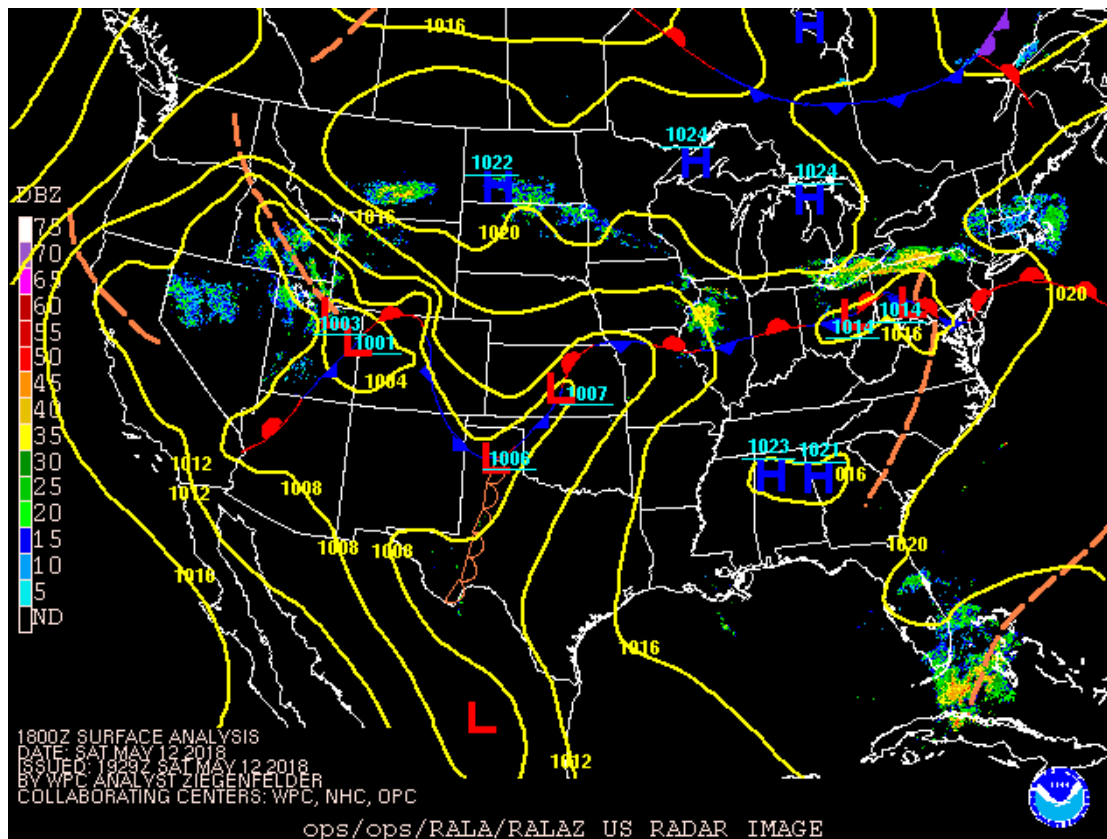 1016
H
1024
H
1022
H
1024
H
DBZ
75
70
65
60
55
50
45
40
35
30
25
20
15
10
5
ND
1016
1020
1020
1003
L
1001
L
1004
1014
L
1014
L
1016
1007
L
1006
L
1012
1012
1008
1023
H
1021
H
016
1008
1008
1020
1016
L
1012
1800Z SURFACE ANALYSIS
DATE: SAT MAY 12 2018
ISSUED: 1929Z SAT MAY 12 2018
BY WPC ANALYST ZIEGENFELDER
COLLABORATING CENTERS: WPC, NHC, OPC
ops/ops/RALA/RALAZ US RADAR IMAGE